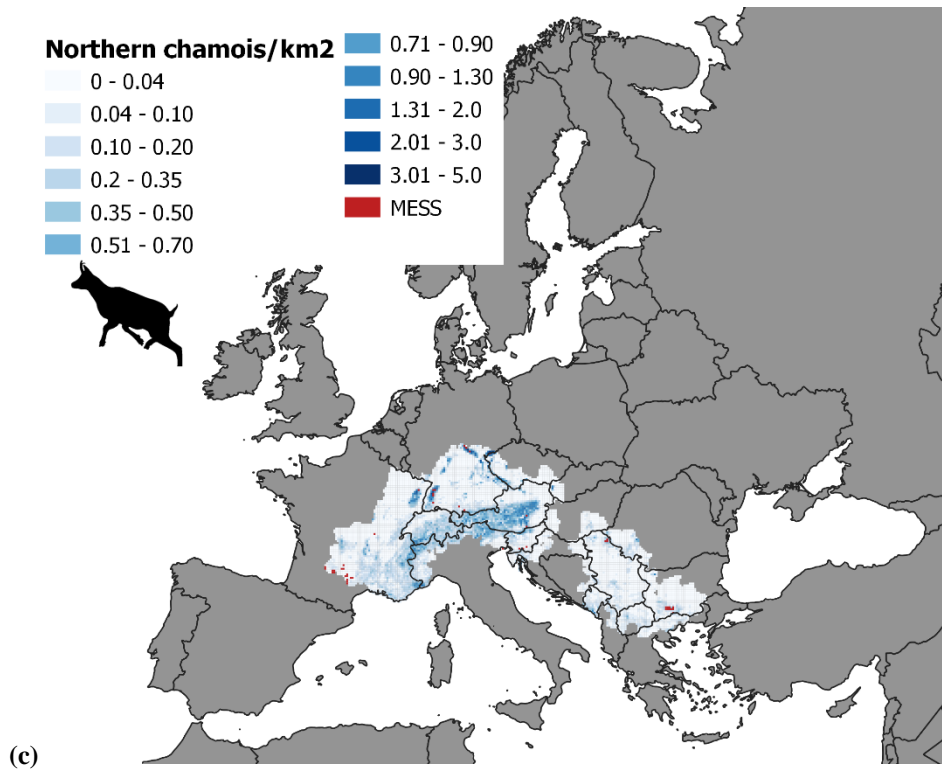 Northern chamois/km2
0 - 0.04
0.04 - 0.10
0.10 - 0.20
0.2 - 0.35
0.35 - 0.50
0.51 - 0.70
0.71 - 0.90
0.90 - 1.30
1.31 - 2.0
2.01 - 3.0
3.01 - 5.0
MESS
(c)